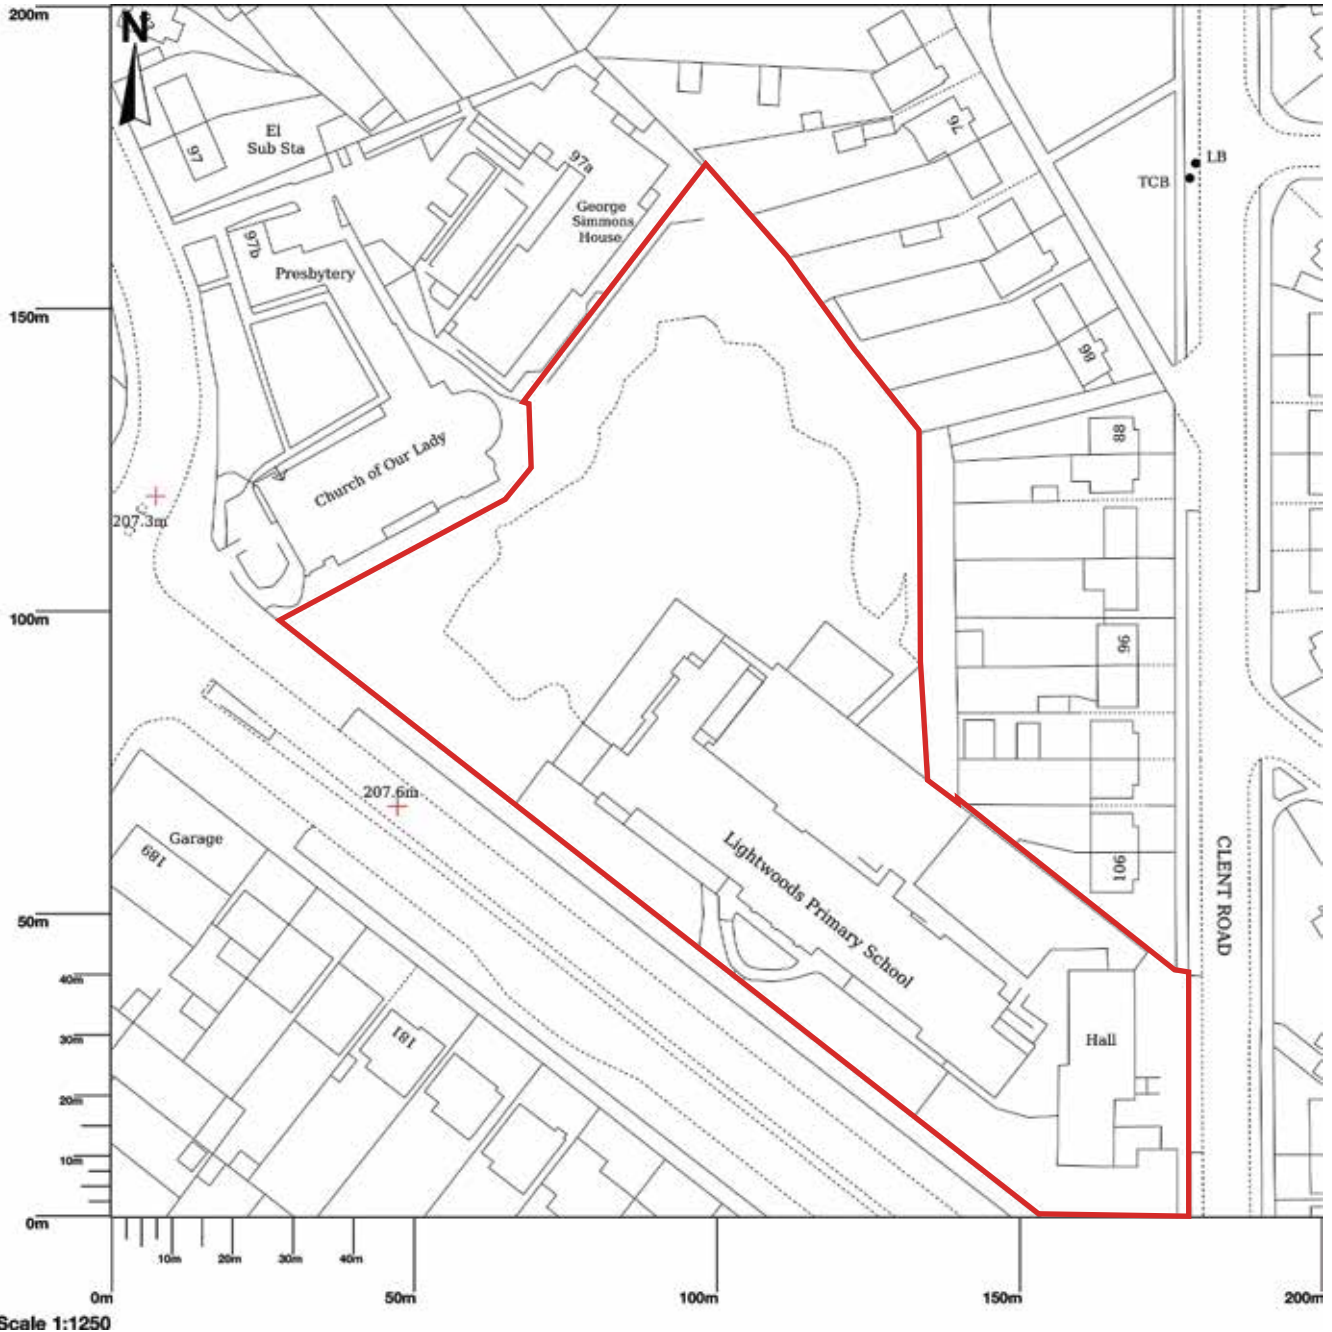 200m
N
97
El
Sub Sta
97a
George
Simmons
House
97b
Presbytery
76
LB
TCB
150m
98
88
Church of Our Lady
207.3m
100m
96
207.6m
Garage
189
106
CLENT ROAD
Lightwoods Primary School
50m
40m
30m
181
Hall
20m
10m
0m
10m
20m
30m
40m
0m
50m
100m
150m
200m
Scale 1:1250